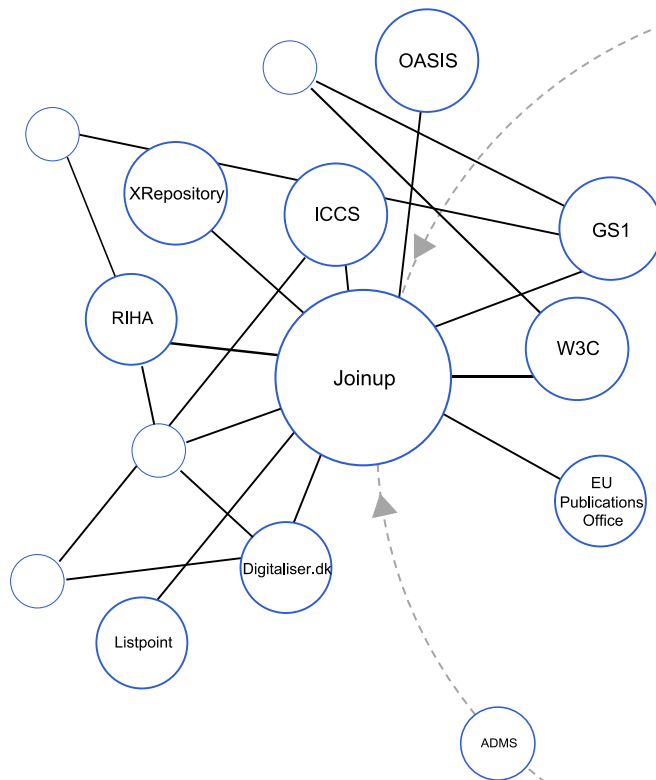 OASIS
XRepository
ICCS
GS1
RIHA
W3C
Joinup
EU
Publications
Office
Digitaliser.dk
Listpoint
ADMS